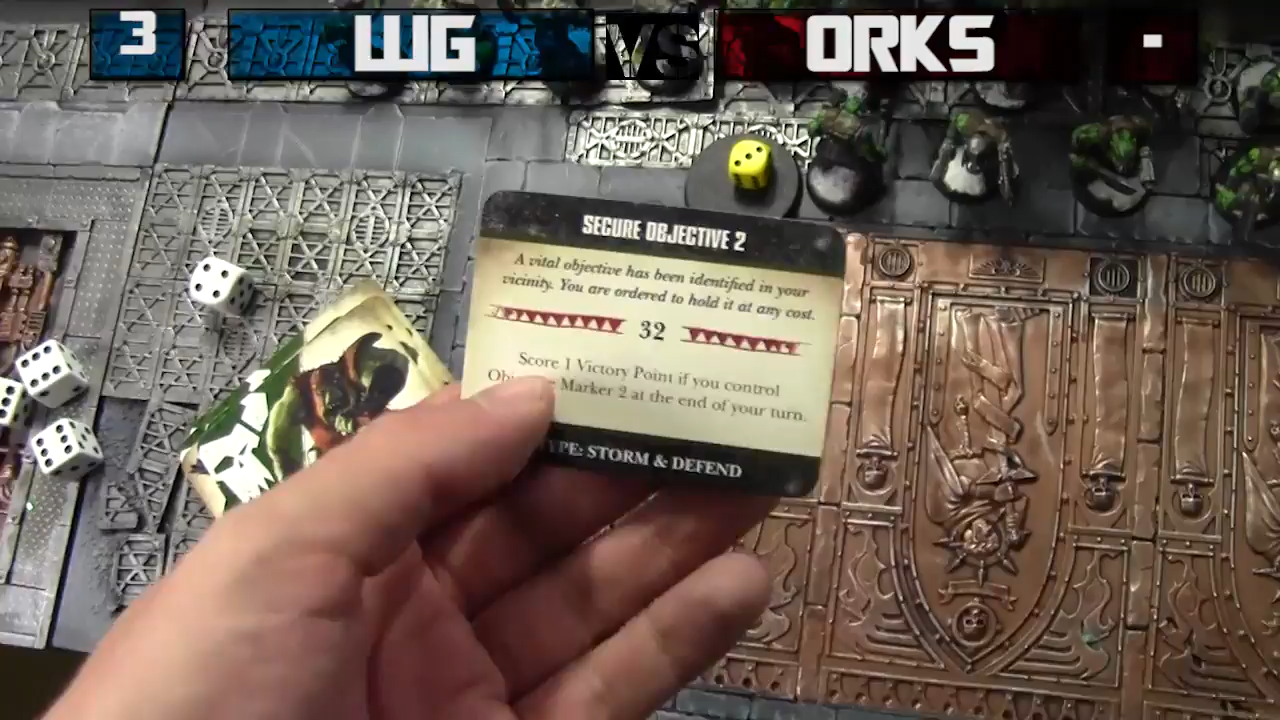 3 WG VS ORKS -
SECURE OBJECTIVE 2
A vital objective has been identified in your
vicinity. You are ordered to hold it at any cost.
32
Score 1 Victory Point if you control
Marker 2 at the end of your turn.
TYPE: STORM & DEFEND